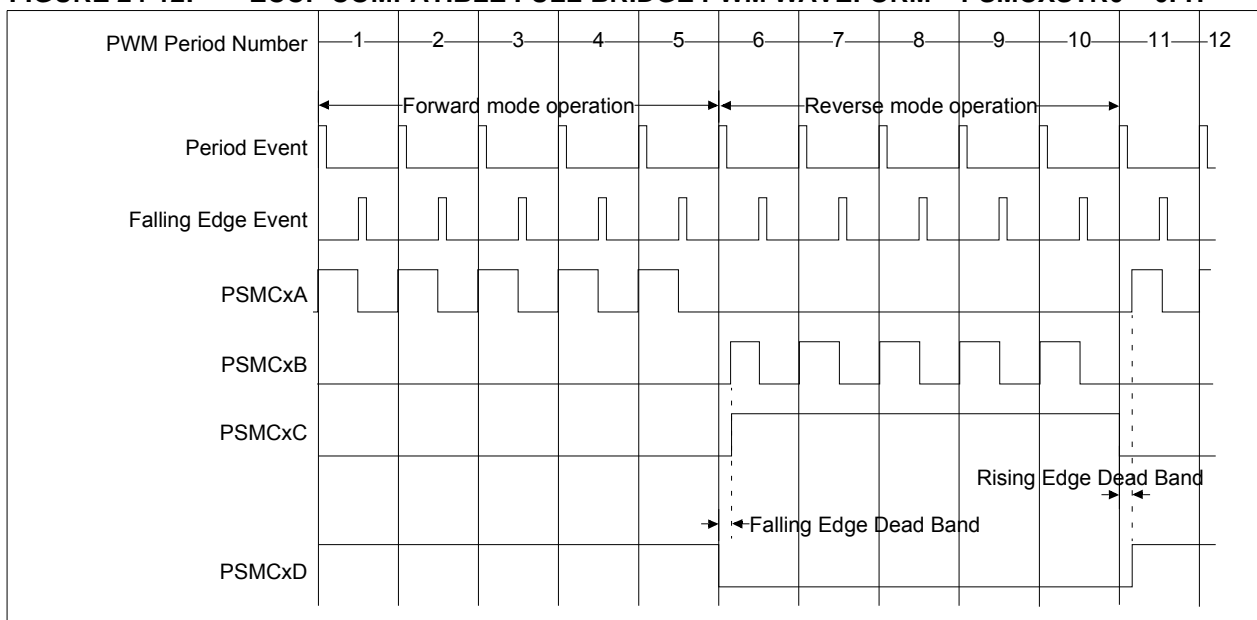 PWM Period Number 1 2 3 4 5 6 7 8 9 10 11 12
Forward mode operation Reverse mode operation
Period Event
Falling Edge Event
PSMCxA
PSMCxB
PSMCxC
Rising Edge Dead Band
Falling Edge Dead Band
PSMCxD